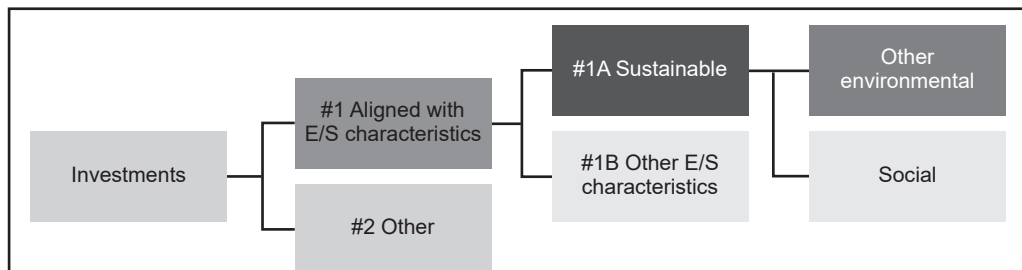 Investments
#1 Aligned with
E/S characteristics
#2 Other
#1A Sustainable
#1B Other E/S
characteristics
Other
environmental
Social